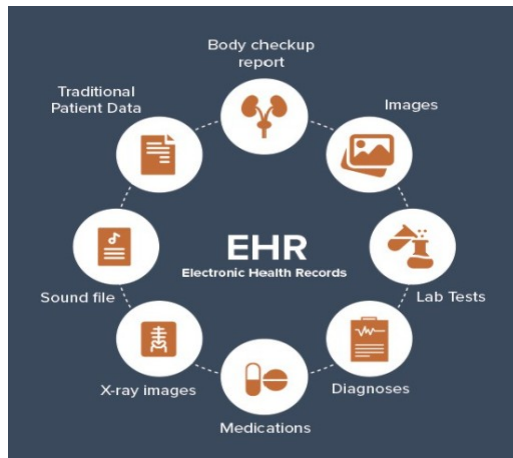 Body checkup
report
Traditional
Patient Data
Images
EHR
Electronic Health Records
Sound file
Lab Tests
X-ray images
Diagnoses
Medications